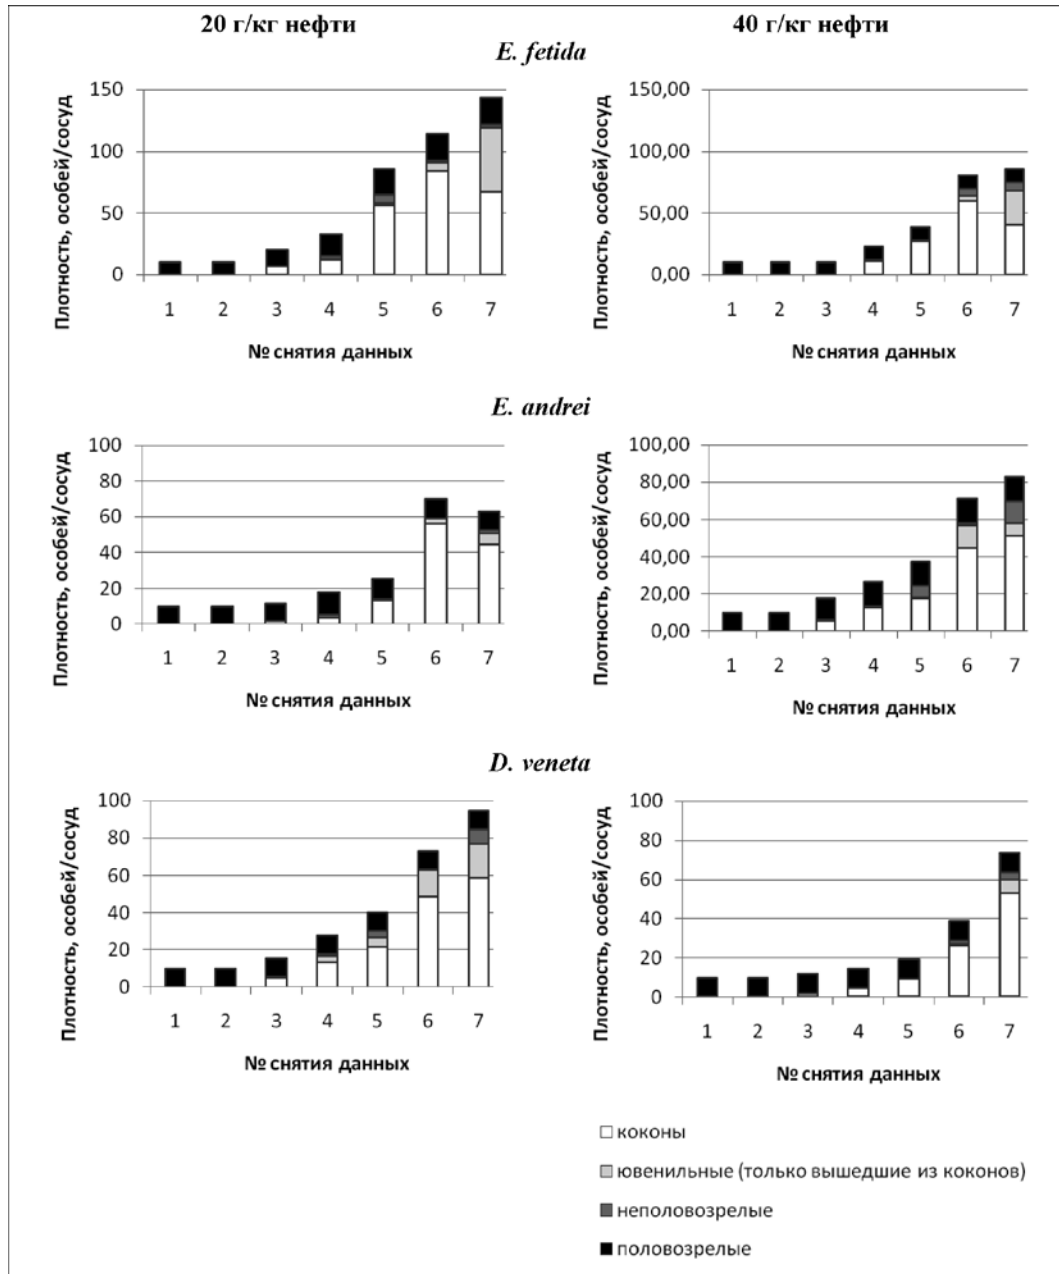 20 г/кг нефти
40 г/кг нефти
E. fetida
Плотность, особей/сосуд
150
100
50
0
1 2 3 4 5 6 7
№ снятия данных
Плотность, особей/сосуд
150,00
100,00
50,00
0,00
1 2 3 4 5 6 7
№ снятия данных
E. andrei
Плотность, особей/сосуд
100
80
60
40
20
0
1 2 3 4 5 6 7
№ снятия данных
Плотность, особей/сосуд
100,00
80,00
60,00
40,00
20,00
0,00
1 2 3 4 5 6 7
№ снятия данных
D. veneta
Плотность, особей/сосуд
100
80
60
40
20
0
1 2 3 4 5 6 7
№ снятия данных
Плотность, особей/сосуд
100
80
60
40
20
0
1 2 3 4 5 6 7
№ снятия данных
коконы
ювенильные (только вышедшие из коконов)
неполовозрелые
половозрелые